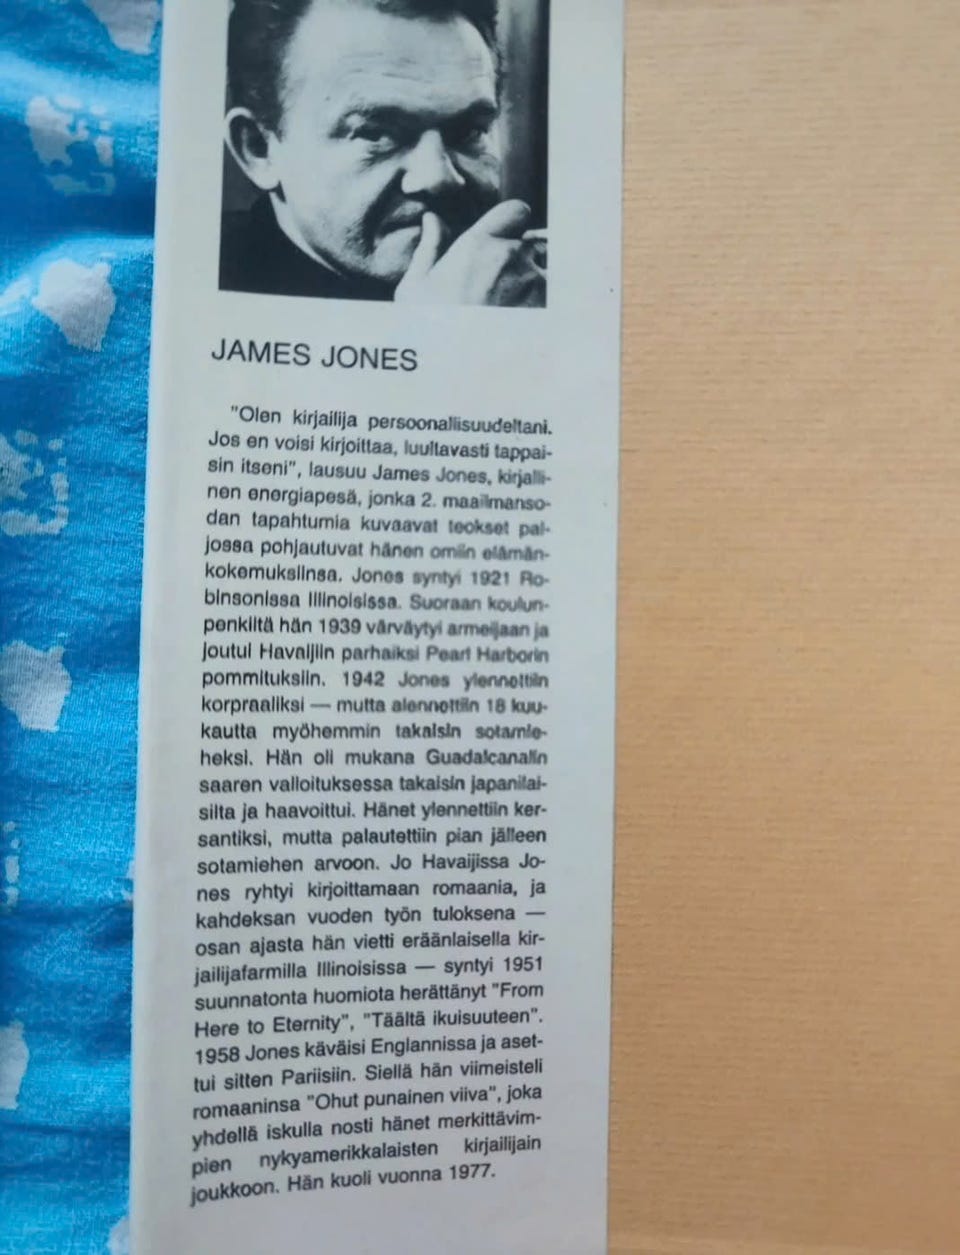 JAMES JONES
"Olen kirjailija persoonallisuudeltani.
Jos en voisi kirjoittaa, luultavasti tappai-
sin itseni", lausuu James Jones, kirjalli-
nen energiapesä, jonka 2. maailmanso-
dan tapahtumia kuvaavat teokset pal-
jossa pohjautuvat hänen omiin elämän-
kokemuksiinsa. Jones syntyi 1921 Ro-
binsonissa Illinoisissa. Suoraan koulun-
penkiltä hän 1939 värväytyi armeijaan ja
joutui Havaijiin parhaiksi Pearl Harborin
pommituksiin. 1942 Jones ylennettiin
korpraaliksi — mutta alennettiin 18 kuu-
kautta myöhemmin takaisin sotamie-
heksi. Hän oli mukana Guadalcanalin
saaren valloituksessa takaisin japanilai-
silta ja haavoittui. Hänet ylennettiin ker-
santiksi, mutta palautettiin pian jälleen
sotamiehen arvoon. Jo Havaijissa Jo-
nes ryhtyi kirjoittamaan romaania, ja
kahdeksan vuoden työn tuloksena —
osan ajasta hän vietti eräänlaisella kir-
jailijafarmilla Illinoisissa — syntyi 1951
suunnatonta huomiota herättänyt "From
Here to Eternity", "Täältä ikuisuuteen".
1958 Jones käväisi Englannissa ja aset-
tui sitten Pariisiin. Siellä hän viimeisteli
romaaninsa "Ohut punainen viiva", joka
yhdellä iskulla nosti hänet merkittävim-
pien nykyamerikkalaisten kirjailijain
joukkoon. Hän kuoli vuonna 1977.